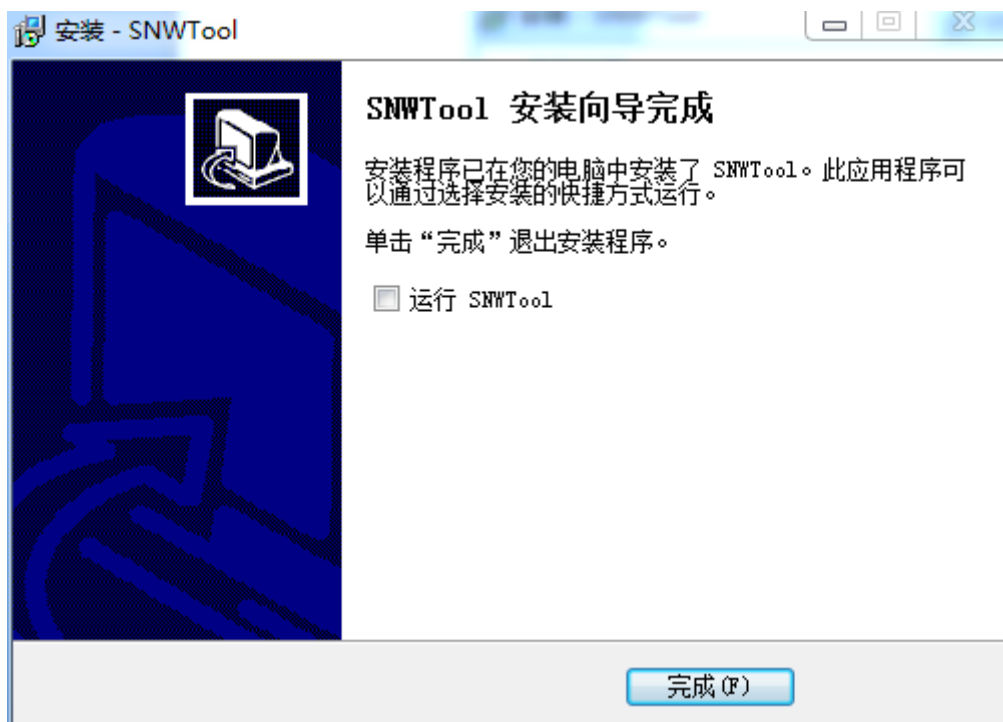 安装 - SNWTool
SNWTool 安装向导完成
安装程序已在您的电脑中安装了 SNWTool。此应用程序可
以通过选择安装的快捷方式运行。
单击“完成”退出安装程序。
运行 SNWTool
完成(F)